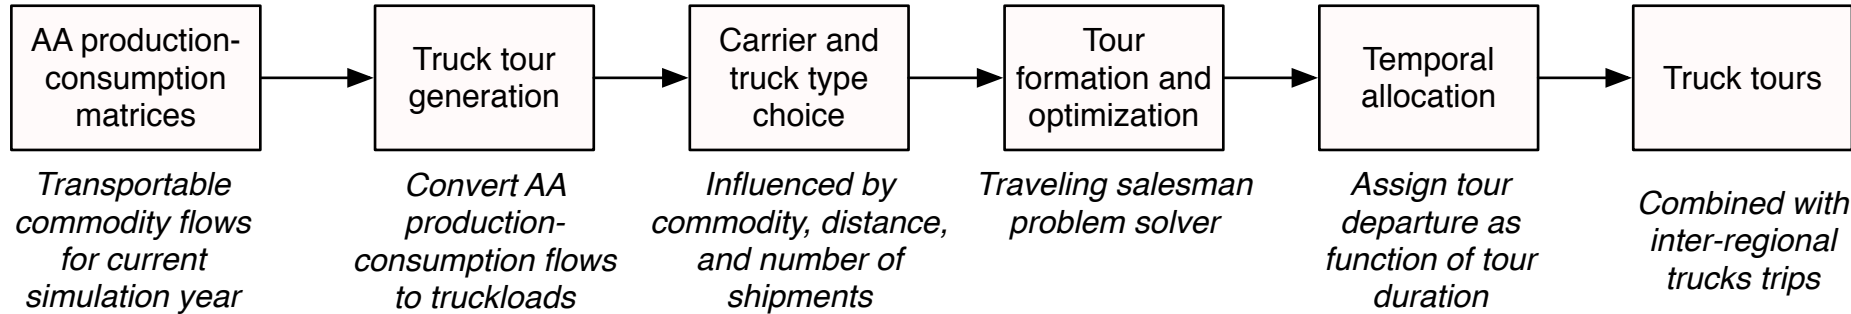 AA production-
consumption
matrices
Truck tour
generation
Carrier and
truck type
choice
Tour
formation and
optimization
Temporal
allocation
Truck tours
Transportable
commodity flows
for current
simulation year
Convert AA
production-
consumption flows
to truckloads
Influenced by
commodity, distance,
and number of
shipments
Traveling salesman
problem solver
Assign tour
departure as
function of tour
duration
Combined with
inter-regional
trucks trips